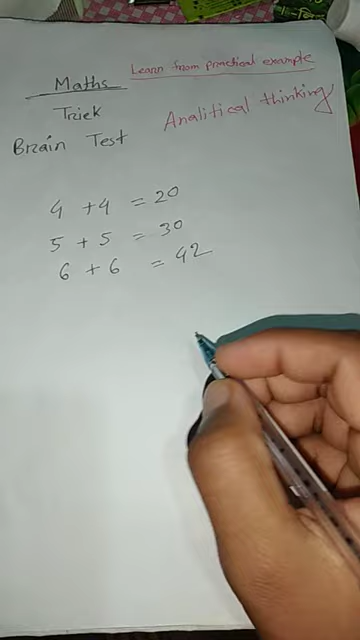 Learn from practical example
Maths
Trick
Analitical thinking
Brain Test
4 + 4 = 20
5 + 5 = 30
6 + 6 = 42